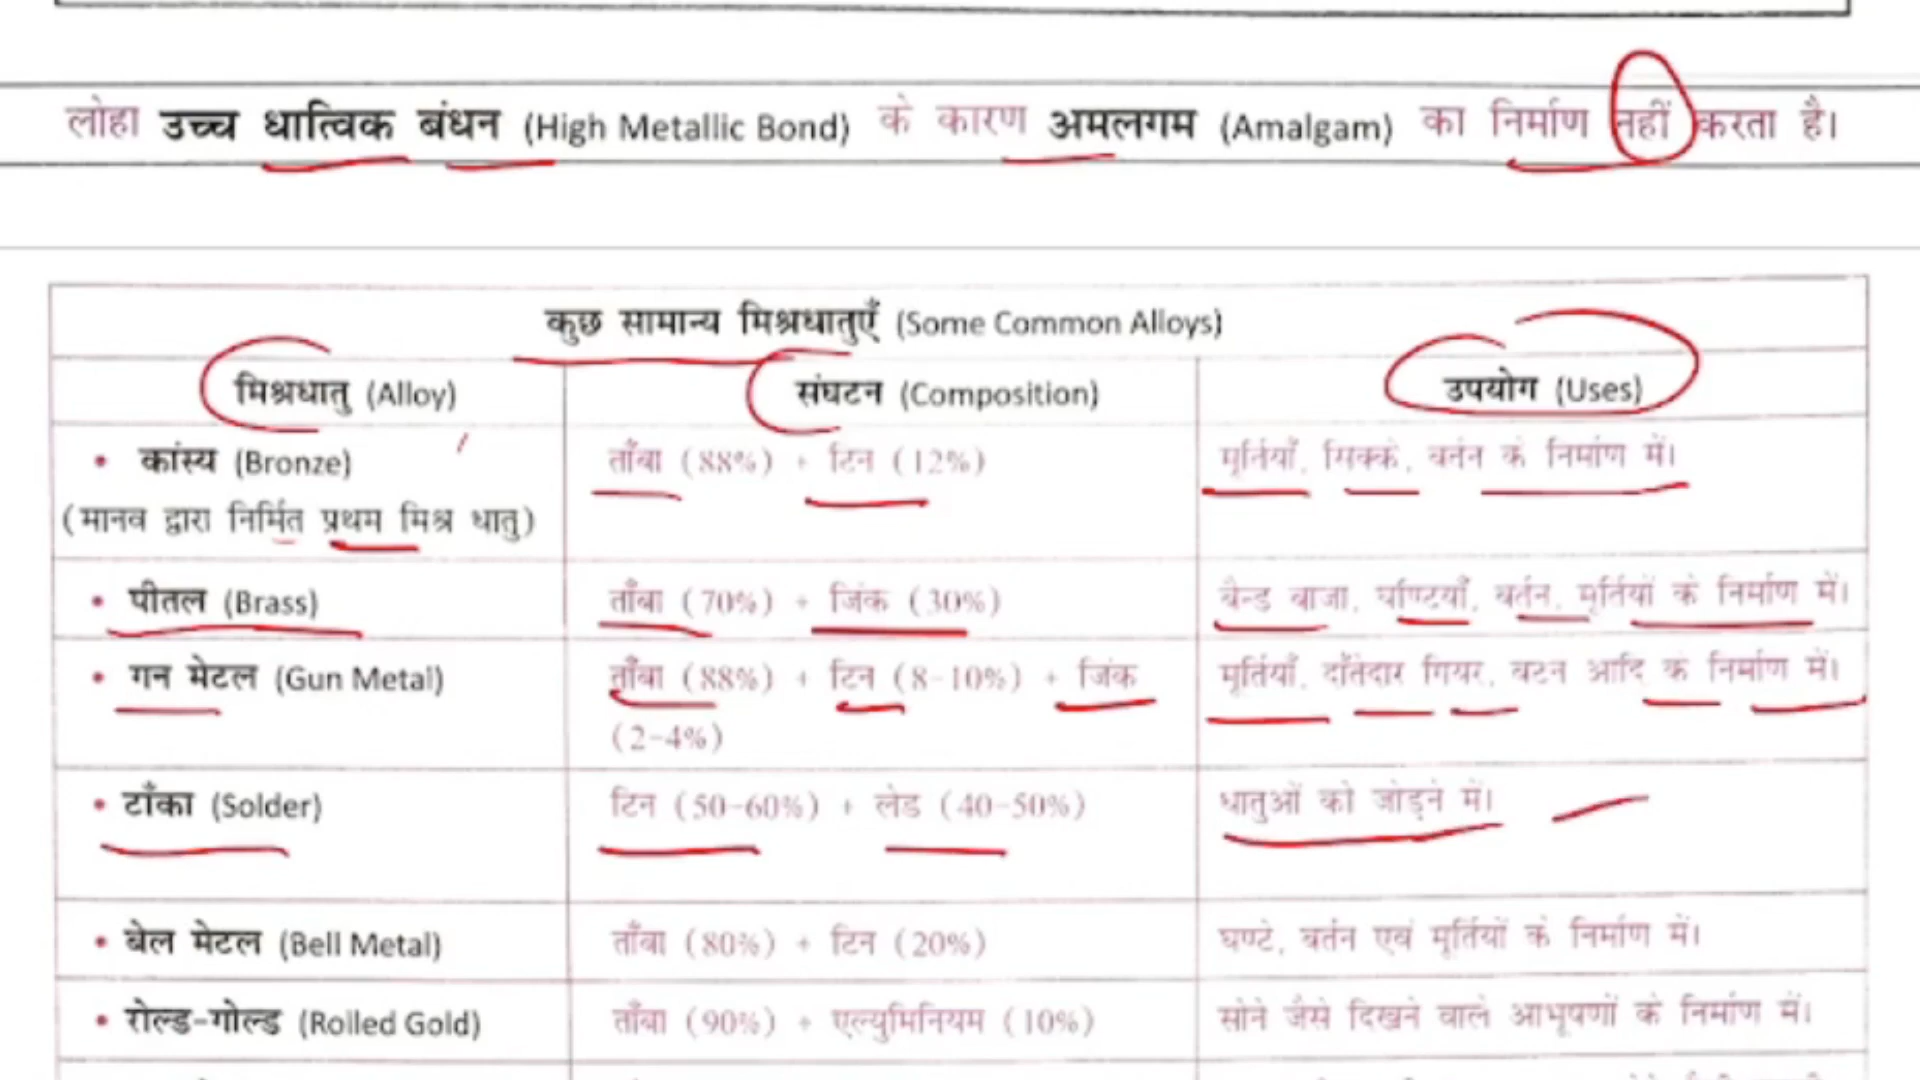 लोहा उच्च धात्विक बंधन (High Metallic Bond) के कारण अमलगम (Amalgam) का निर्माण नहीं करता है।
कुछ सामान्य मिश्रधातुएँ (Some Common Alloys)
मिश्रधातु (Alloy) संघटन (Composition) उपयोग (Uses)
• कांस्य (Bronze) ताँबा (88%) + टिन (12%) मूर्तियाँ, सिक्के, बर्तन के निर्माण में।
(मानव द्वारा निर्मित प्रथम मिश्र धातु)
• पीतल (Brass) ताँबा (70%) + जिंक (30%) बैन्ड बाजा, घण्टियाँ, बर्तन, मूर्तियों के निर्माण में।
• गन मेटल (Gun Metal) ताँबा (88%) + टिन (8-10%) + जिंक मूर्तियाँ, दाँतेदार गियर, बटन आदि के निर्माण में।
(2-4%)
• टाँका (Solder) टिन (50-60%) + लेड (40-50%) धातुओं को जोड़ने में।
• बेल मेटल (Bell Metal) ताँबा (80%) + टिन (20%) घण्टे, बर्तन एवं मूर्तियों के निर्माण में।
• रोल्ड-गोल्ड (Rolled Gold) ताँबा (90%) + एल्युमिनियम (10%) सोने जैसे दिखने वाले आभूषणों के निर्माण में।